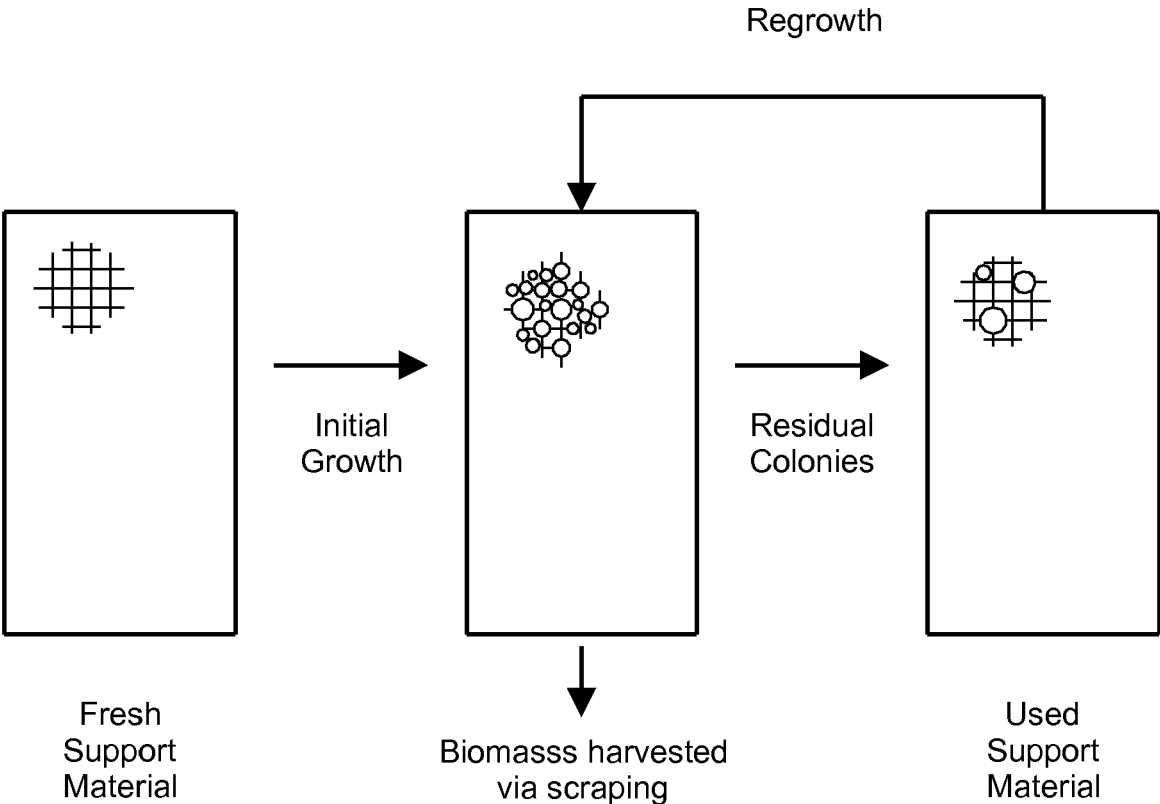 Regrowth
Initial
Growth
Residual
Colonies
Fresh
Support
Material
Biomasss harvested
via scraping
Used
Support
Material